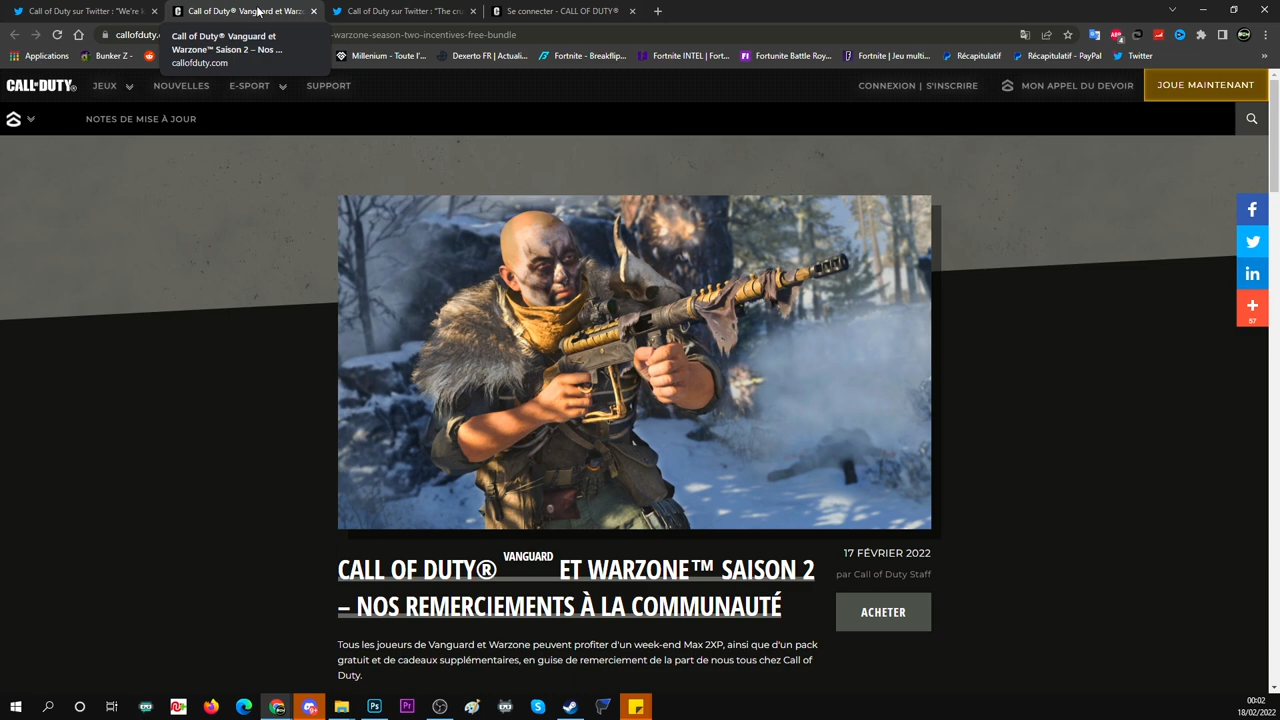 Call of Duty sur Twitter : "We're k
Call of Duty® Vanguard et Warz
Call of Duty sur Twitter : "The cru
Se connecter - CALL OF DUTY®
callofduty.
-warzone-season-two-incentives-free-bundle
Call of Duty® Vanguard et
Warzone™ Saison 2 – Nos ...
callofduty.com
Applications
Bunker Z -
Millenium - Toute l'...
Dexerto FR | Actuali...
Fortnite - Breakflip...
Fortnite INTEL | Fort...
Fortunite Battle Roy...
Fortnite | Jeu multi...
Récapitulatif
Récapitulatif - PayPal
Twitter
»
CALL OF DUTY®
JEUX
NOUVELLES
E-SPORT
SUPPORT
CONNEXION | S'INSCRIRE
MON APPEL DU DEVOIR
JOUE MAINTENANT
NOTES DE MISE À JOUR
57
CALL OF DUTY® VANGUARD ET WARZONE™ SAISON 2
– NOS REMERCIEMENTS À LA COMMUNAUTÉ
17 FÉVRIER 2022
par Call of Duty Staff
ACHETER
Tous les joueurs de Vanguard et Warzone peuvent profiter d'un week-end Max 2XP, ainsi que d'un pack
gratuit et de cadeaux supplémentaires, en guise de remerciement de la part de nous tous chez Call of
Duty.
00:02
18/02/2022